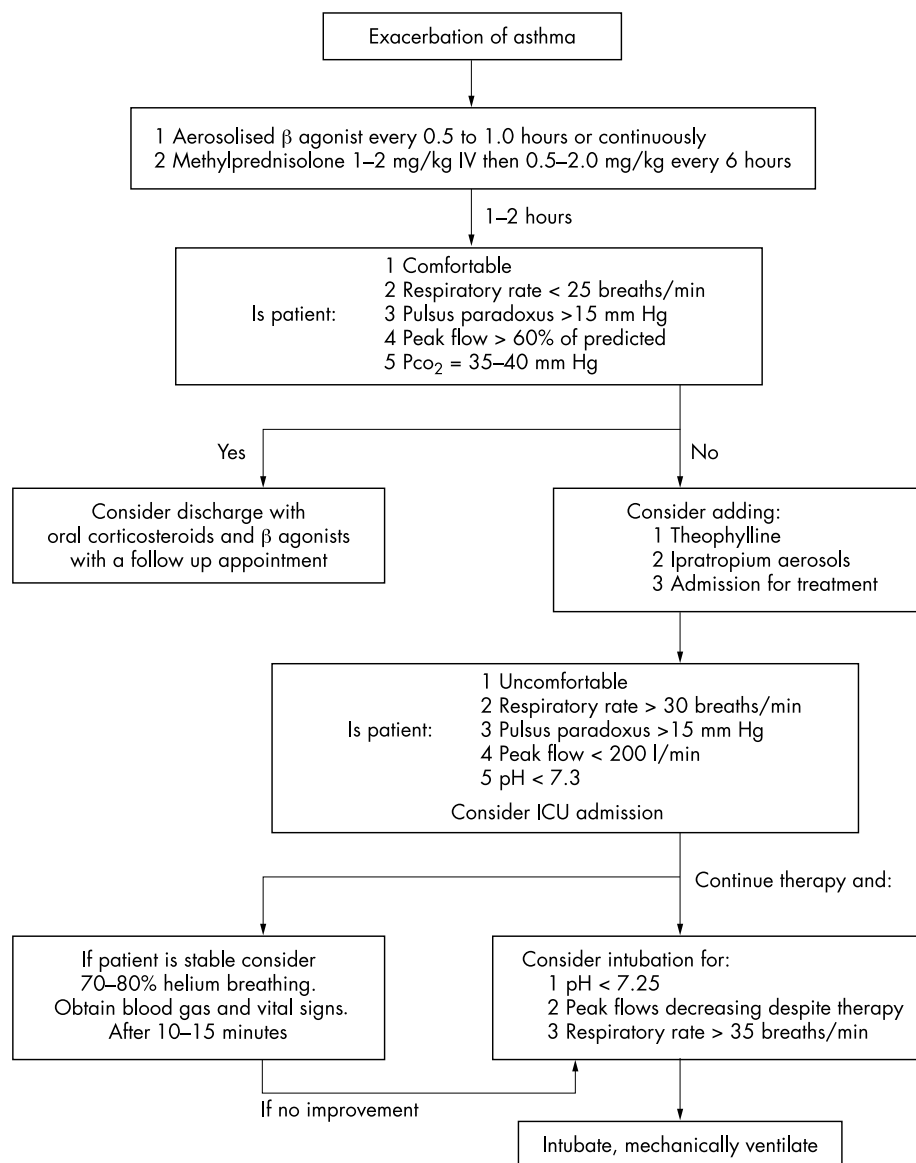 Exacerbation of asthma
1 Aerosolised β agonist every 0.5 to 1.0 hours or continuously
2 Methylprednisolone 1–2 mg/kg IV then 0.5–2.0 mg/kg every 6 hours
1–2 hours
Is patient:
1 Comfortable
2 Respiratory rate < 25 breaths/min
3 Pulsus paradoxus >15 mm Hg
4 Peak flow > 60% of predicted
5 Pco₂ = 35–40 mm Hg
Yes
No
Consider discharge with
oral corticosteroids and β agonists
with a follow up appointment
Consider adding:
1 Theophylline
2 Ipratropium aerosols
3 Admission for treatment
Is patient:
1 Uncomfortable
2 Respiratory rate > 30 breaths/min
3 Pulsus paradoxus >15 mm Hg
4 Peak flow < 200 l/min
5 pH < 7.3
Consider ICU admission
Continue therapy and:
If patient is stable consider
70–80% helium breathing.
Obtain blood gas and vital signs.
After 10–15 minutes
Consider intubation for:
1 pH < 7.25
2 Peak flows decreasing despite therapy
3 Respiratory rate > 35 breaths/min
If no improvement
Intubate, mechanically ventilate